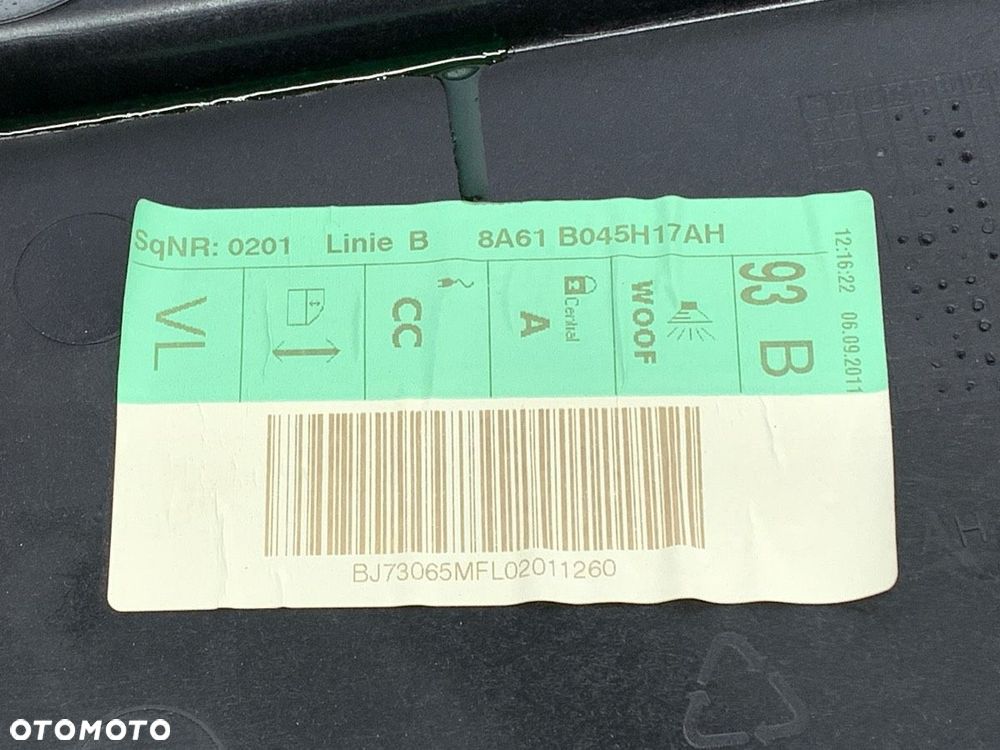 SqNR: 0201 Linie B 8A61 B045H17AH
12:16:22 06.09.2011
VL
CC
Central
A
WOOF
93 B
BJ73065MFL02011260
OTOMOTO